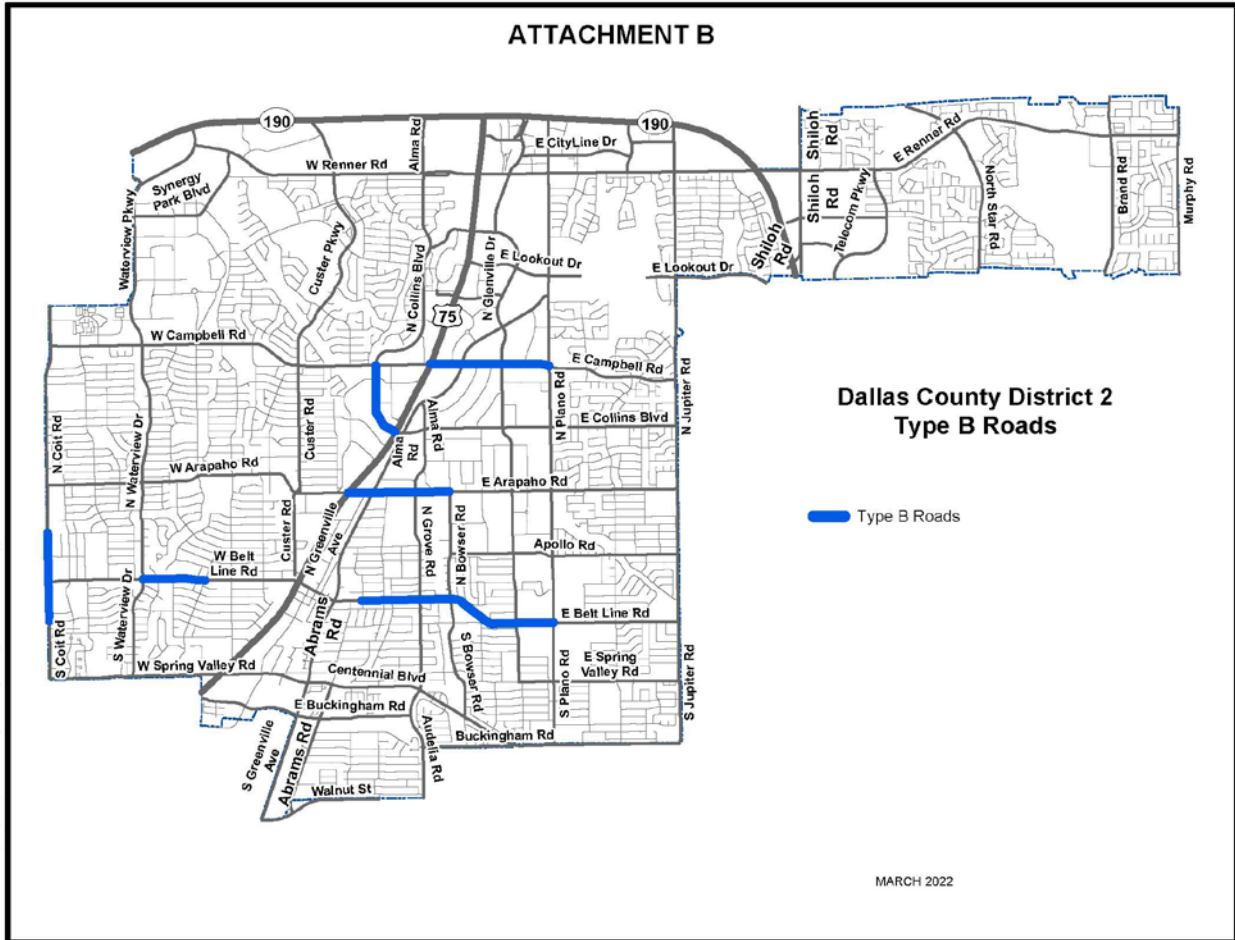 ATTACHMENT B
190
190
Alma Rd
E CityLine Dr
W Renner Rd
Synergy
Park Blvd
Waterview Pkwy
Custer Pkwy
N Collins Blvd
N Glenville Dr
E Lookout Dr
E Lookout Dr
Shiloh
Rd
Shiloh
Rd
Shiloh
Rd
Telecom Pkwy
E Renner Rd
North Star Rd
Brand Rd
Murphy Rd
75
W Campbell Rd
E Campbell Rd
N Plano Rd
N Jupiter Rd
E Collins Blvd
Custer Rd
Alma Rd
Alma
Rd
N Coit Rd
N Waterview Dr
W Arapaho Rd
E Arapaho Rd
Dallas County District 2
Type B Roads
Type B Roads
Custer Rd
N Greenville
Ave
N Grove Rd
N Bowser Rd
Apollo Rd
W Belt
Line Rd
E Belt Line Rd
S Coit Rd
S Waterview Dr
Abrams
Rd
W Spring Valley Rd
Centennial Blvd
S Bowser Rd
E Spring
Valley Rd
S Plano Rd
S Jupiter Rd
E Buckingham Rd
Buckingham Rd
Audelia Rd
S Greenville
Ave
Abrams Rd
Walnut St
MARCH 2022